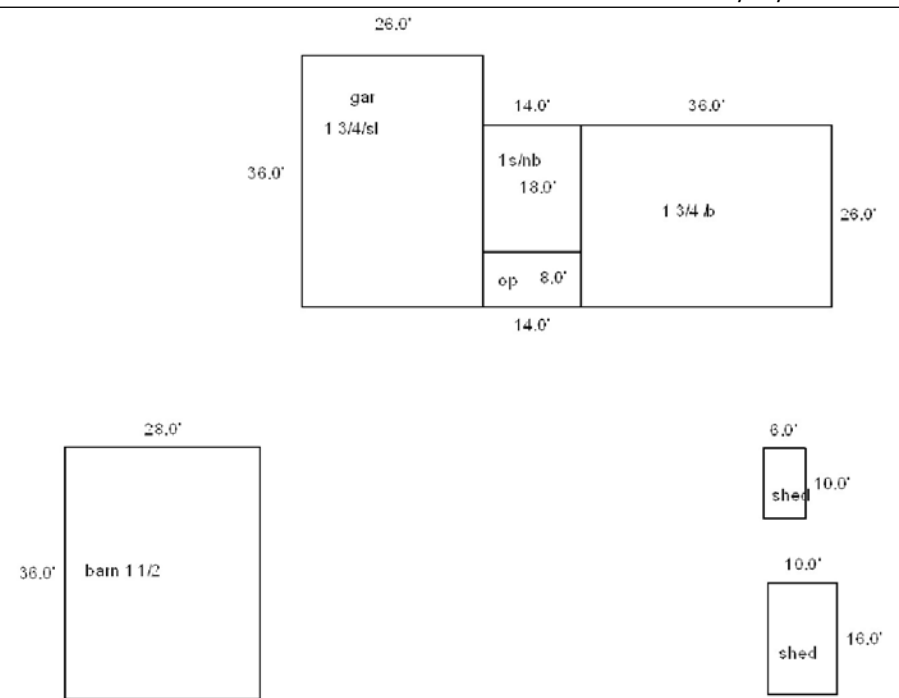 26.0'
gar
14.0'
36.0'
1 3/4/sl
1s/nb
36.0'
18.0'
1 3/4 /b
26.0'
op
8.0'
14.0'
28.0'
6.0'
10.0'
shed
10.0'
36.0'
barn 1 1/2
16.0'
shed